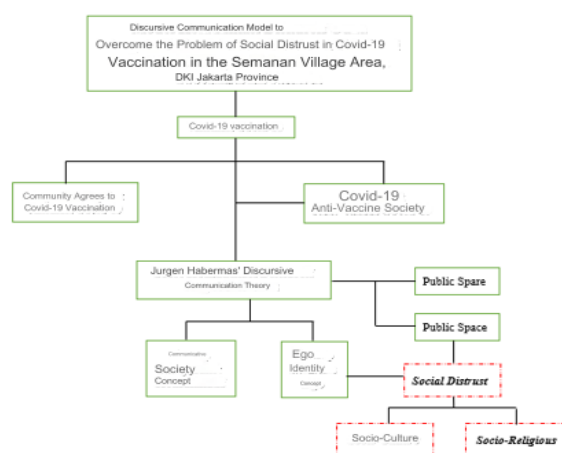 Discursive Communication Model to
Overcome the Problem of Social Distrust in Covid-19
Vaccination in the Semanan Village Area,
DKI Jakarta Province
Covid-19 vaccination
Community Agrees to
Covid-19 Vaccination
Covid-19
Anti-Vaccine Society
Jurgen Habermas' Discursive
Communication Theory
Public Spare
Public Space
Communicative
Society
Concept
Ego
Identity
Concept
Social Distrust
Socio-Culture
Socio-Religious